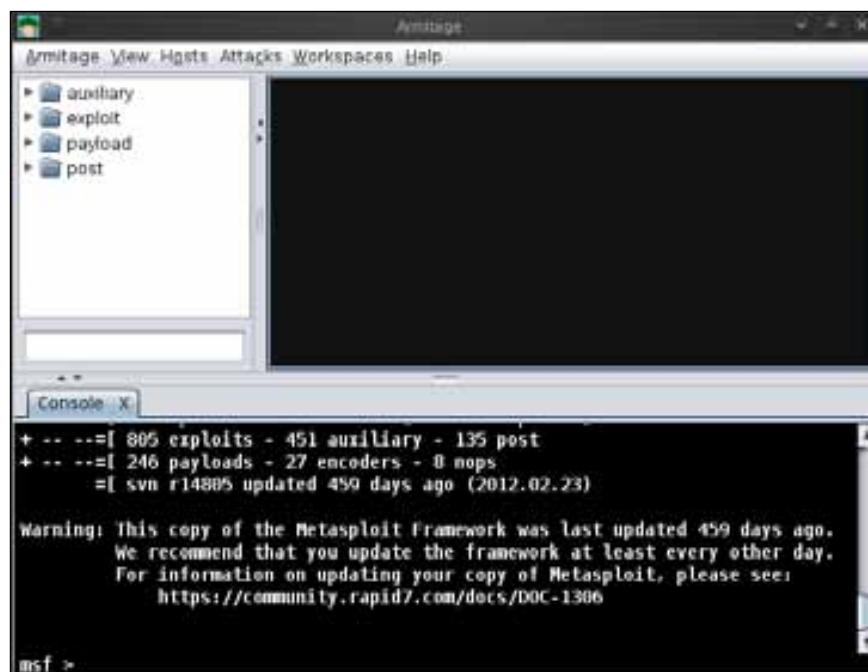 Armitage
Armitage View Hosts Attacks Workspaces Help
auxiliary
exploit
payload
post
Console X
+ -- --=[ 805 exploits - 451 auxiliary - 135 post
+ -- --=[ 246 payloads - 27 encoders - 8 nops
=[ svn r14805 updated 459 days ago (2012.02.23)
Warning: This copy of the Metasploit Framework was last updated 459 days ago.
We recommend that you update the framework at least every other day.
For information on updating your copy of Metasploit, please see:
https://community.rapid7.com/docs/DOC-1306
msf >